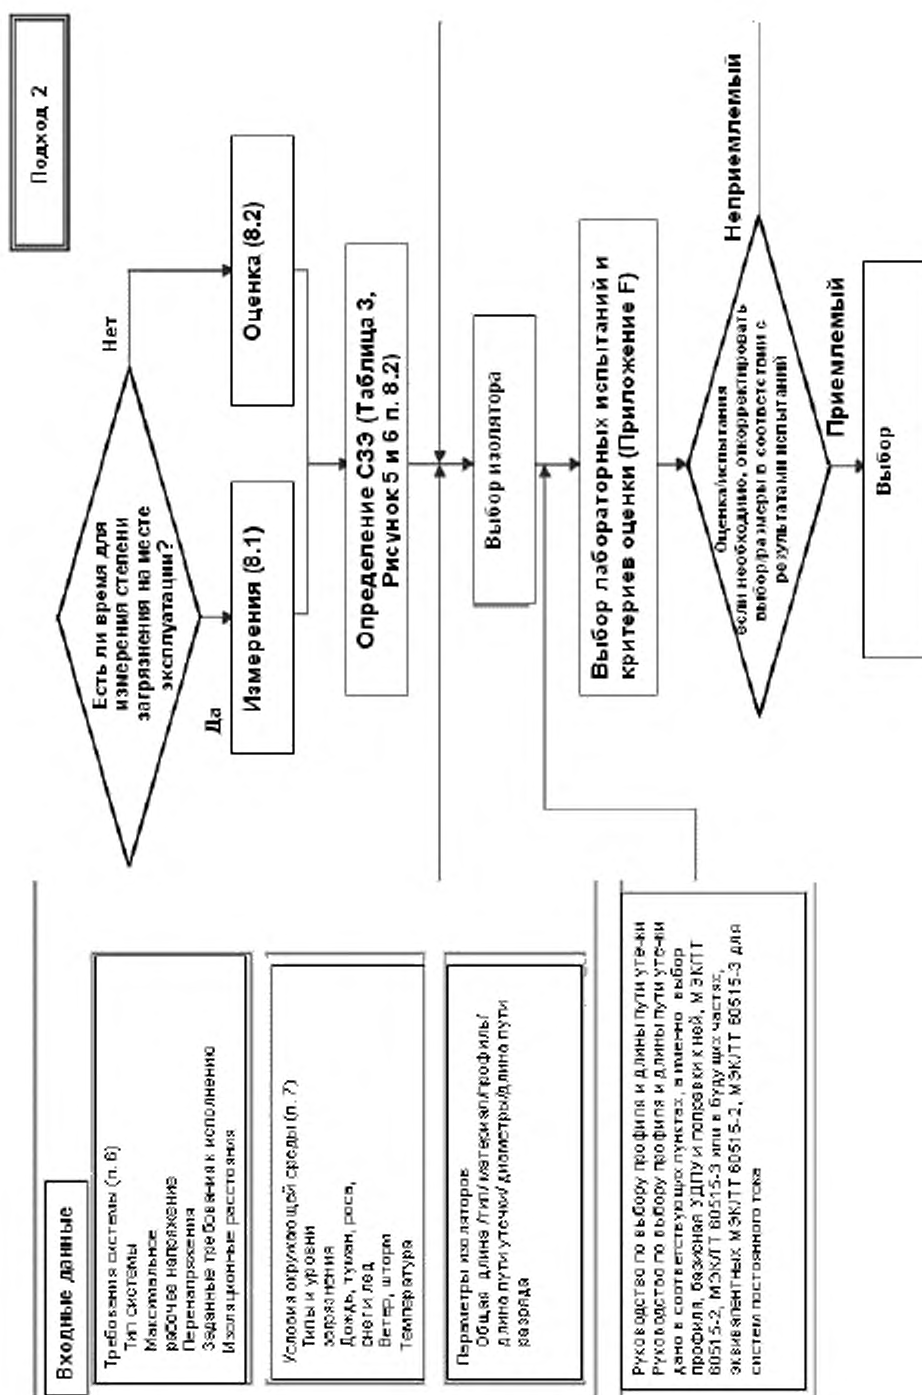 Подход 2
Входные данные
Требования системы (п. 6)
Тип системы
Максимальное
рабочее напряжение
Перенапряжения
Заданные требования к исполнению
Изоляционные расстояния
Условия окружающей среды (п. 7)
Типы и уровни
загрязнения
Дождь, туман, роса,
снег и лед
Ветер, шторм
Температура
Параметры изоляторов
Общая длина /тип/ материал/профиль/
длина пути утечки/ диаметры/длина пути
разряда
Руководство по выбору профиля и длины пути утечки
Руководство по выбору профиля и длины пути утечки
дано в соответствующих пунктах, а именно выбор
профиля, базисная УДПУ и поправки к ней, МЭК/ТТ
60515-2, МЭК/ТТ 60515-3 или в будущих частях,
эквивалентных МЭК/ТТ 60515-2, МЭК/ТТ 60515-3 для
систем постоянного тока
Есть ли время для
измерения степени
загрязнения на месте
эксплуатации?
Да
Нет
Измерения (8.1)
Оценка (8.2)
Определение СЗЭ (Таблица 3,
Рисунок 5 и 6 п. 8.2)
Выбор изолятора
Выбор лабораторных испытаний и
критериев оценки (Приложение F)
Оценка/испытания
если необходимо, откорректировать
выбор/размеры в соответствии с
результатами испытаний
Неприемлемый
Приемлемый
Выбор